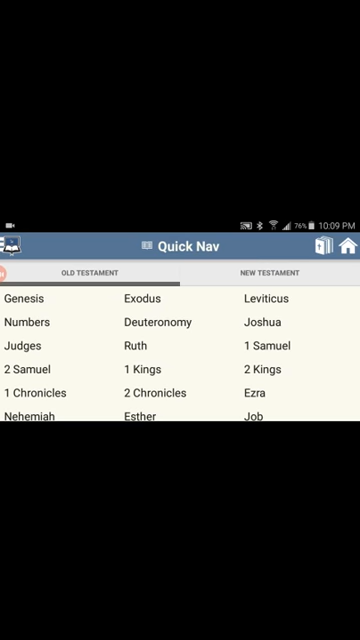 76% 10:09 PM
Quick Nav
OLD TESTAMENT NEW TESTAMENT
Genesis Exodus Leviticus
Numbers Deuteronomy Joshua
Judges Ruth 1 Samuel
2 Samuel 1 Kings 2 Kings
1 Chronicles 2 Chronicles Ezra
Nehemiah Esther Job